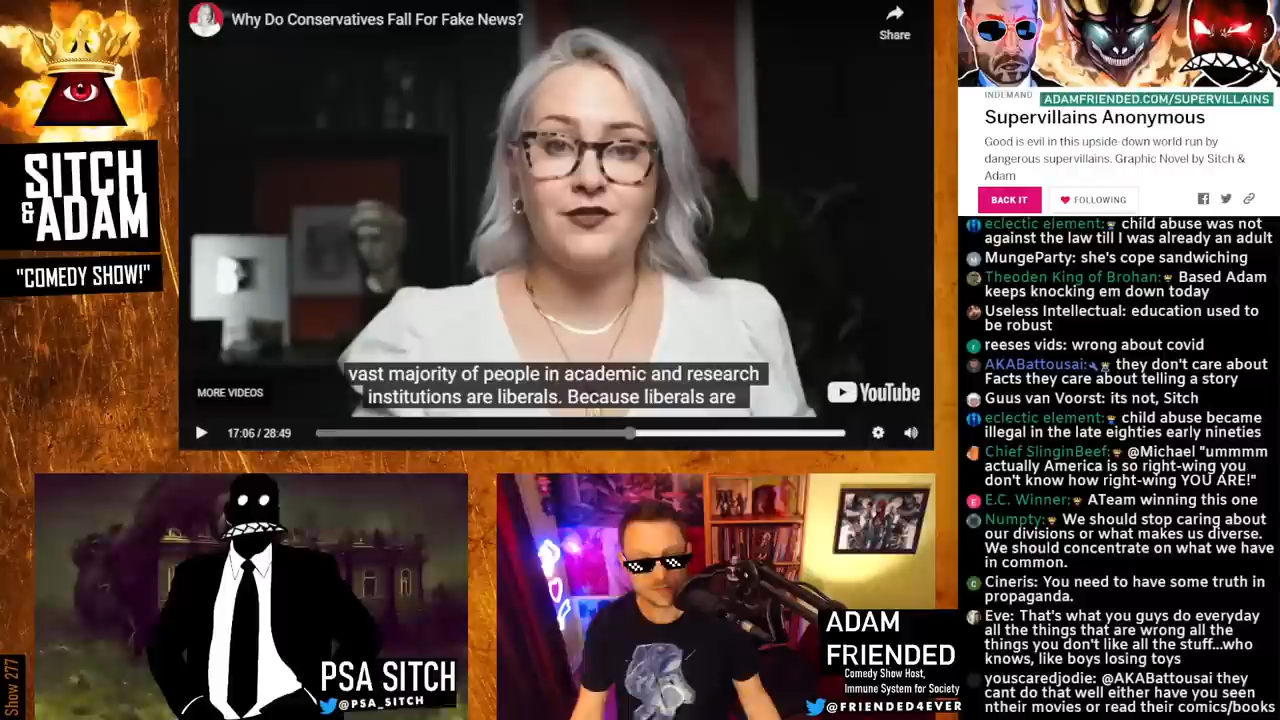 Why Do Conservatives Fall For Fake News?
Share
SITCH
& ADAM
"COMEDY SHOW!"
vast majority of people in academic and research
institutions are liberals. Because liberals are
MORE VIDEOS
YouTube
17:06 / 28:49
INDEMAND
ADAMFRIENDED.COM/SUPERVILLAINS
Supervillains Anonymous
Good is evil in this upside-down world run by
dangerous supervillains. Graphic Novel by Sitch &
Adam
BACK IT
FOLLOWING
eclectic element: child abuse was not
against the law till I was already an adult
MungeParty: she's cope sandwiching
Theoden King of Brohan: Based Adam
keeps knocking em down today
Useless Intellectual: education used to
be robust
reeses vids: wrong about covid
AKABattousai: they don't care about
Facts they care about telling a story
Guus van Voorst: its not, Sitch
eclectic element: child abuse became
illegal in the late eighties early nineties
Chief SlinginBeef: @Michael "ummmm
actually America is so right-wing you
don't know how right-wing YOU ARE!"
E.C. Winner: ATeam winning this one
Numpty: We should stop caring about
our divisions or what makes us diverse.
We should concentrate on what we have
in common.
Cineris: You need to have some truth in
propaganda.
Eve: That's what you guys do everyday
all the things that are wrong all the
things you don't like all the stuff...who
knows, like boys losing toys
youscaredjodie: @AKABattousai they
cant do that well either have you seen
ntheir movies or read their comics/books
Show 277
PSA SITCH
@PSA_SITCH
ADAM
FRIENDED
Comedy Show Host,
Immune System for Society
@FRIENDED4EVER